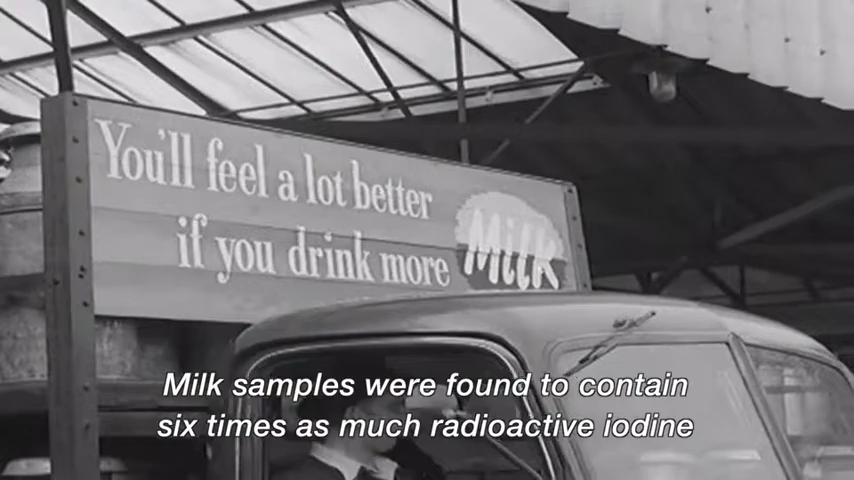 You'll feel a lot better
if you drink more Milk
Milk samples were found to contain
six times as much radioactive iodine